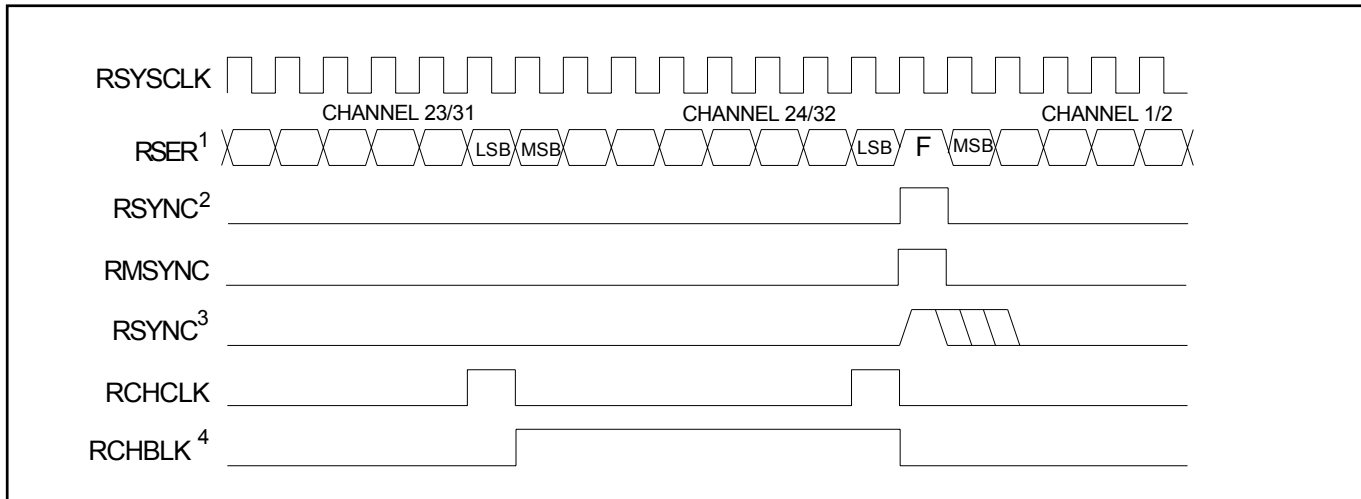 RSYSCLK
CHANNEL 23/31 CHANNEL 24/32 CHANNEL 1/2
RSER1 LSB MSB LSB F MSB
RSYNC2
RMSYNC
RSYNC3
RCHCLK
RCHBLK 4